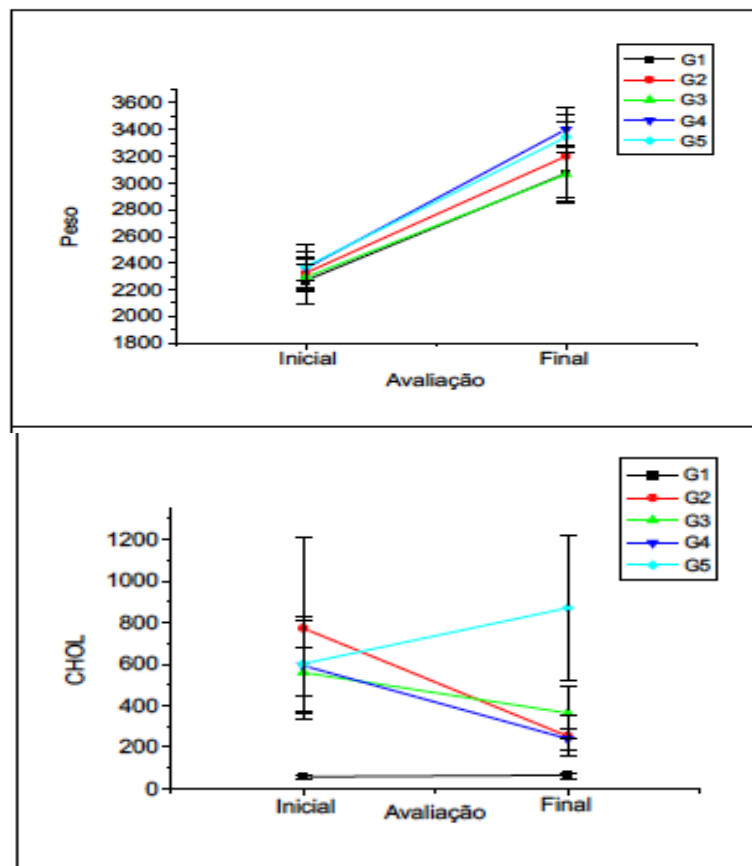 G1
G2
G3
G4
G5
3600
3400
3200
3000
2800
2600
2400
2200
2000
1800
Peso
Inicial
Final
Avaliação
G1
G2
G3
G4
G5
1200
1000
800
600
400
200
0
CHOL
Inicial
Avaliação
Final